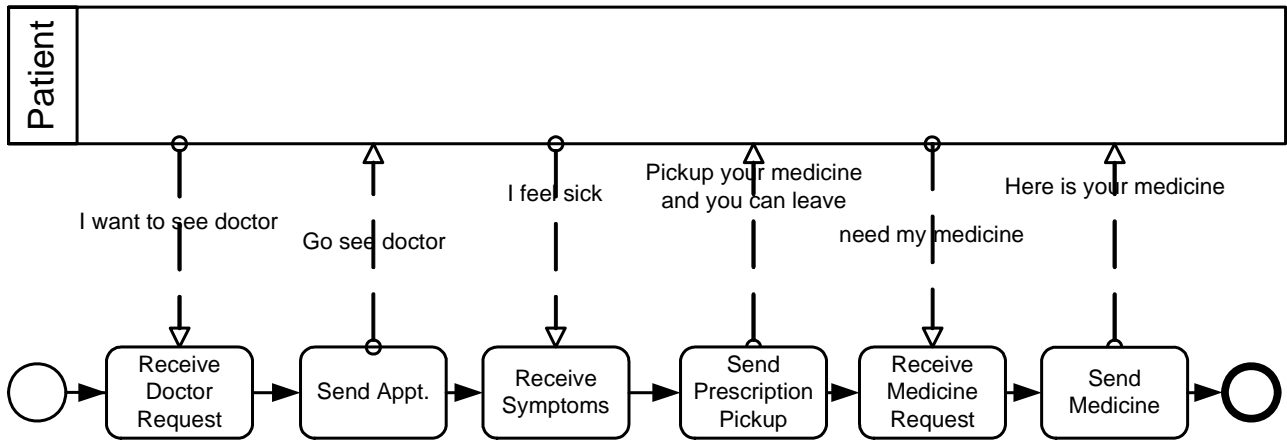 Patient
I want to see doctor
Go see doctor
I feel sick
Pickup your medicine
and you can leave
need my medicine
Here is your medicine
Receive
Doctor
Request
Send Appt.
Receive
Symptoms
Send
Prescription
Pickup
Receive
Medicine
Request
Send
Medicine